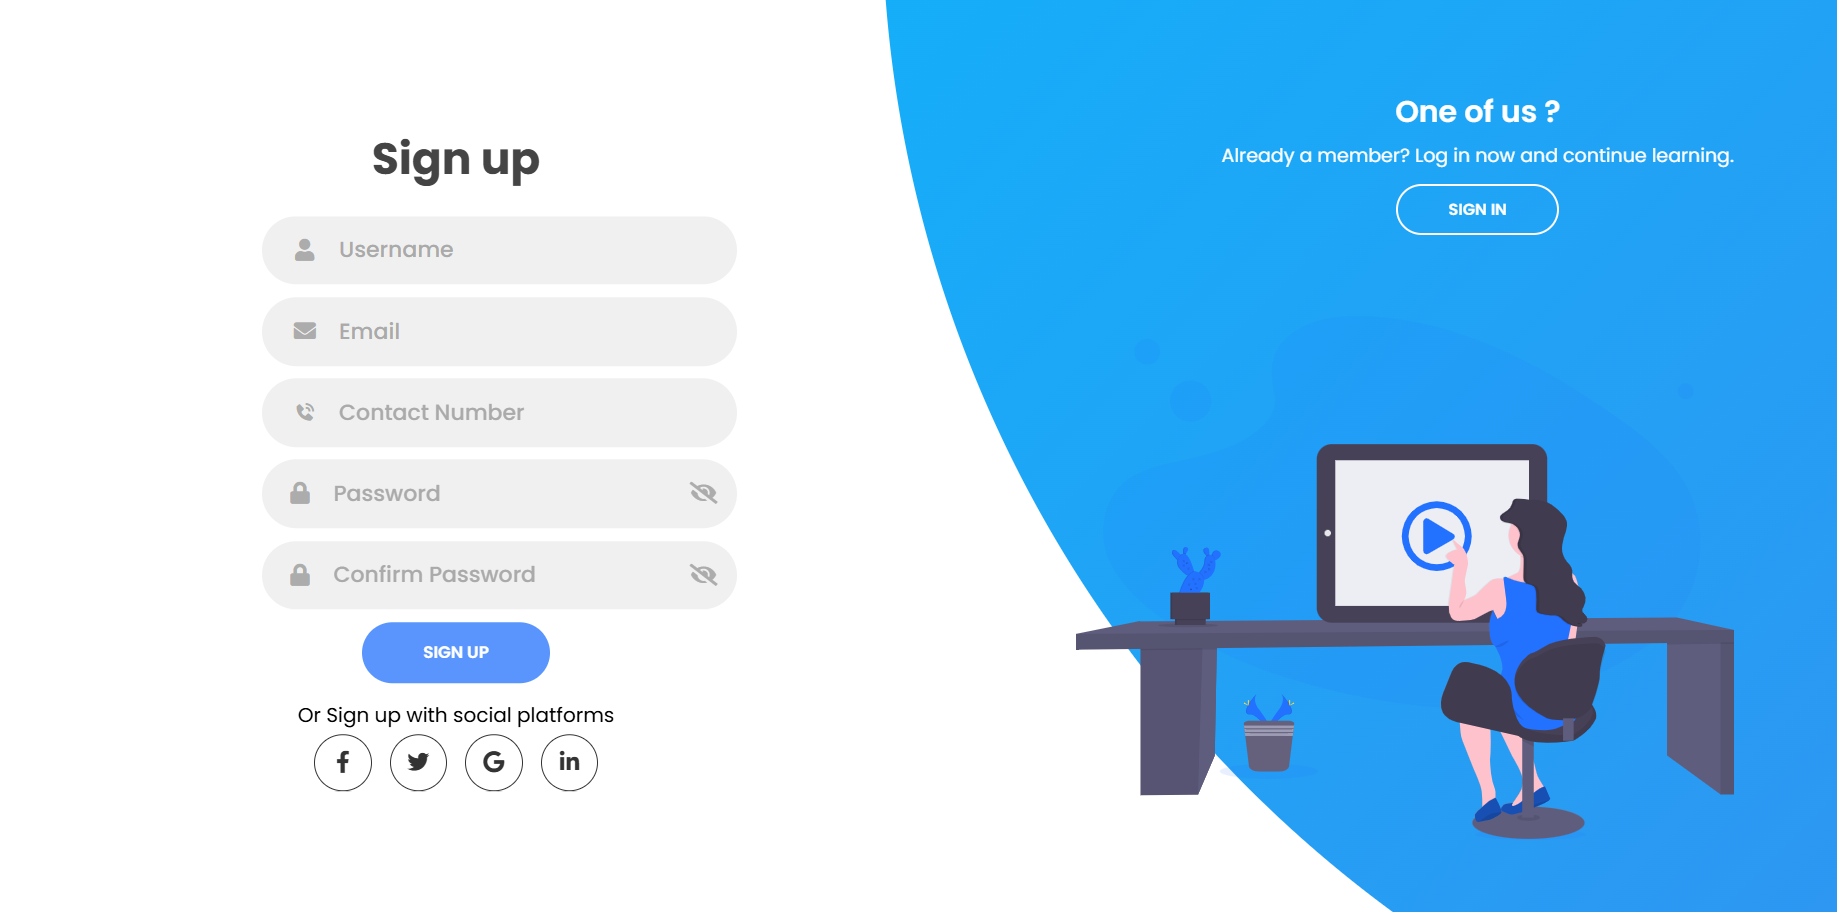 Sign up
Username
Email
Contact Number
Password
Confirm Password
SIGN UP
Or Sign up with social platforms
One of us ?
Already a member? Log in now and continue learning.
SIGN IN